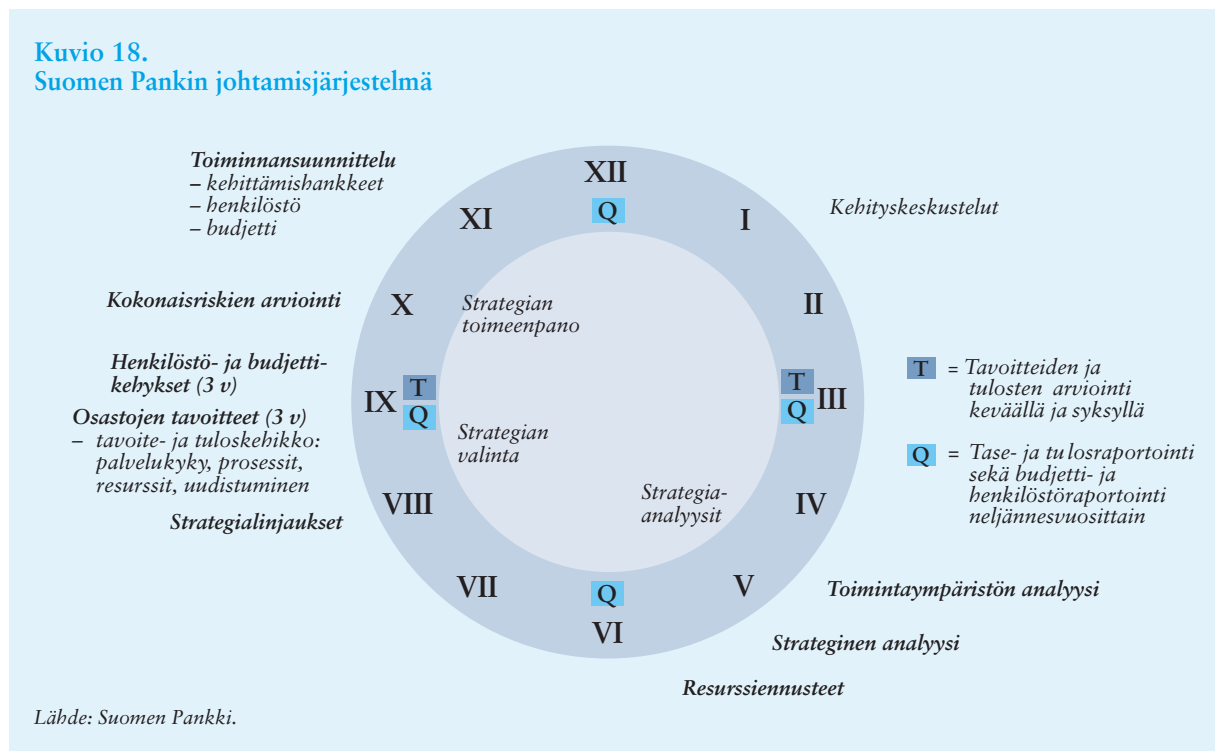 Kuvio 18.
Suomen Pankin johtamisjärjestelmä
Toiminnansuunnittelu
– kehittämishankkeet
– henkilöstö
– budjetti
Kokonaisriskien arviointi
Henkilöstö- ja budjetti-
kehykset (3 v)
Osastojen tavoitteet (3 v)
– tavoite- ja tuloskehikko:
palvelukyky, prosessit,
resurssit, uudistuminen
Strategialinjaukset
XII
Q
I
II
T
Q III
IV
V
Q
VI
VII
VIII
IX T
Q
X
XI
Strategian
toimeenpano
Strategian
valinta
Strategia-
analyysit
Kehityskeskustelut
T = Tavoitteiden ja
tulosten arviointi
keväällä ja syksyllä
Q = Tase- ja tulosraportointi
sekä budjetti- ja
henkilöstöraportointi
neljännesvuosittain
Toimintaympäristön analyysi
Strateginen analyysi
Resurssiennusteet
Lähde: Suomen Pankki.